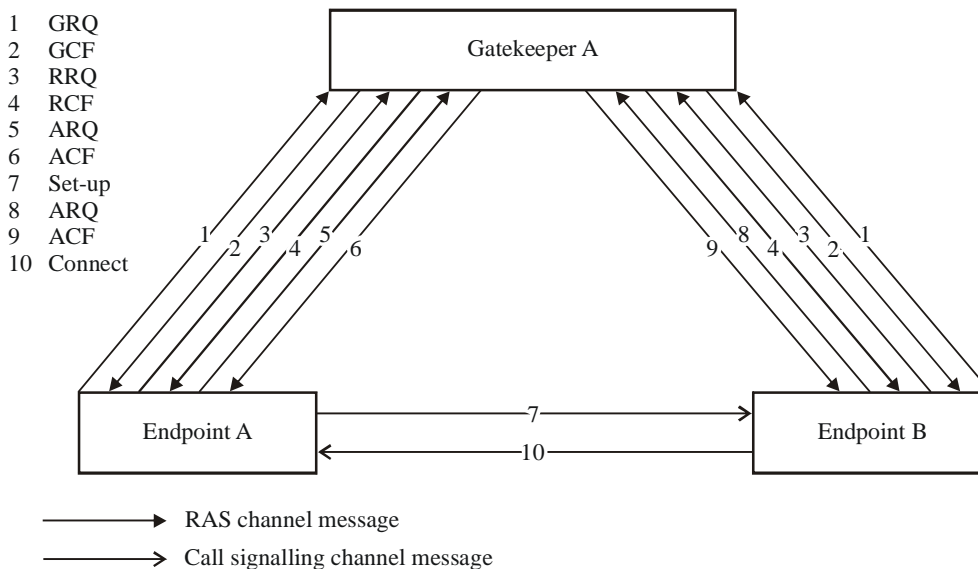 1 GRQ
2 GCF
3 RRQ
4 RCF
5 ARQ
6 ACF
7 Set-up
8 ARQ
9 ACF
10 Connect
Gatekeeper A
1 2 3 4 5 6 9 8 4 3 2 1
Endpoint A
7
10
Endpoint B
RAS channel message
Call signalling channel message